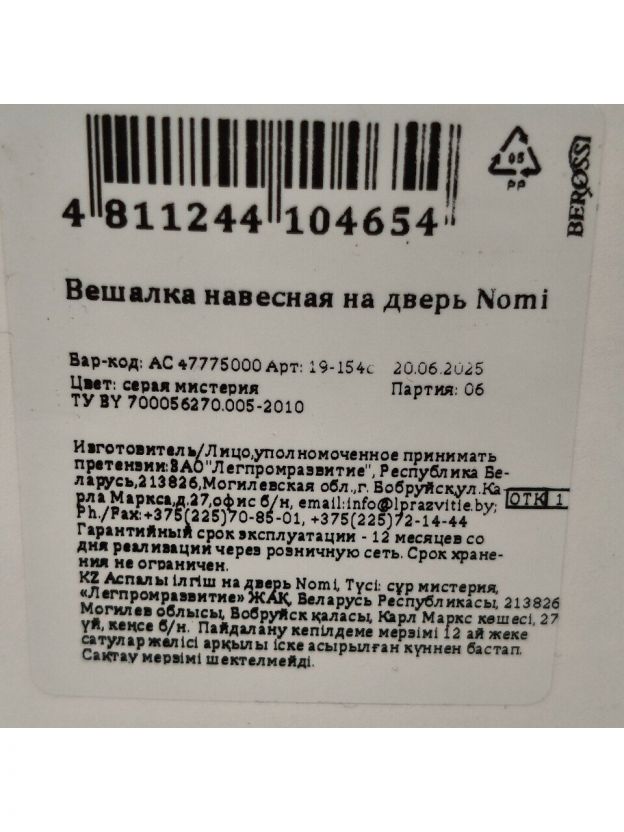 4 811244 104654
05
PP
BEROSSI
Вешалка навесная на дверь Nomi
Бар-код: АС 47775000 Арт: 19-154с 20.06.2025
Цвет: серая мистерия Партия: 06
ТУ BY 700056270.005-2010
Изготовитель/Лицо,уполномоченное принимать
претензии:ЗАО"Легпромразвитие", Республика Бе-
ларусь,213826,Могилевская обл.,г. Бобруйск,ул.Ка
рла Маркса,д.27,офис б/н, email:info@lprazvitie.by;
Ph./Fax:+375(225)70-85-01, +375(225)72-14-44
ОТК 1
Гарантийный срок эксплуатации - 12 месяцев со
дня реализации через розничную сеть. Срок хране-
ния не ограничен.
KZ Аспалы ілгіш на дверь Nomi, Түсі: сұр мистерия,
«Легпромразвитие» ЖАҚ, Беларусь Республикасы, 213826
Могилев облысы, Бобруйск қаласы, Карл Маркс көшесі, 27
үй, кеңсе б/н. Пайдалану кепілдеме мерзімі 12 ай жеке
сатулар желісі арқылы іске асырылған күннен бастап.
Сақтау мерзімі шектелмейді.